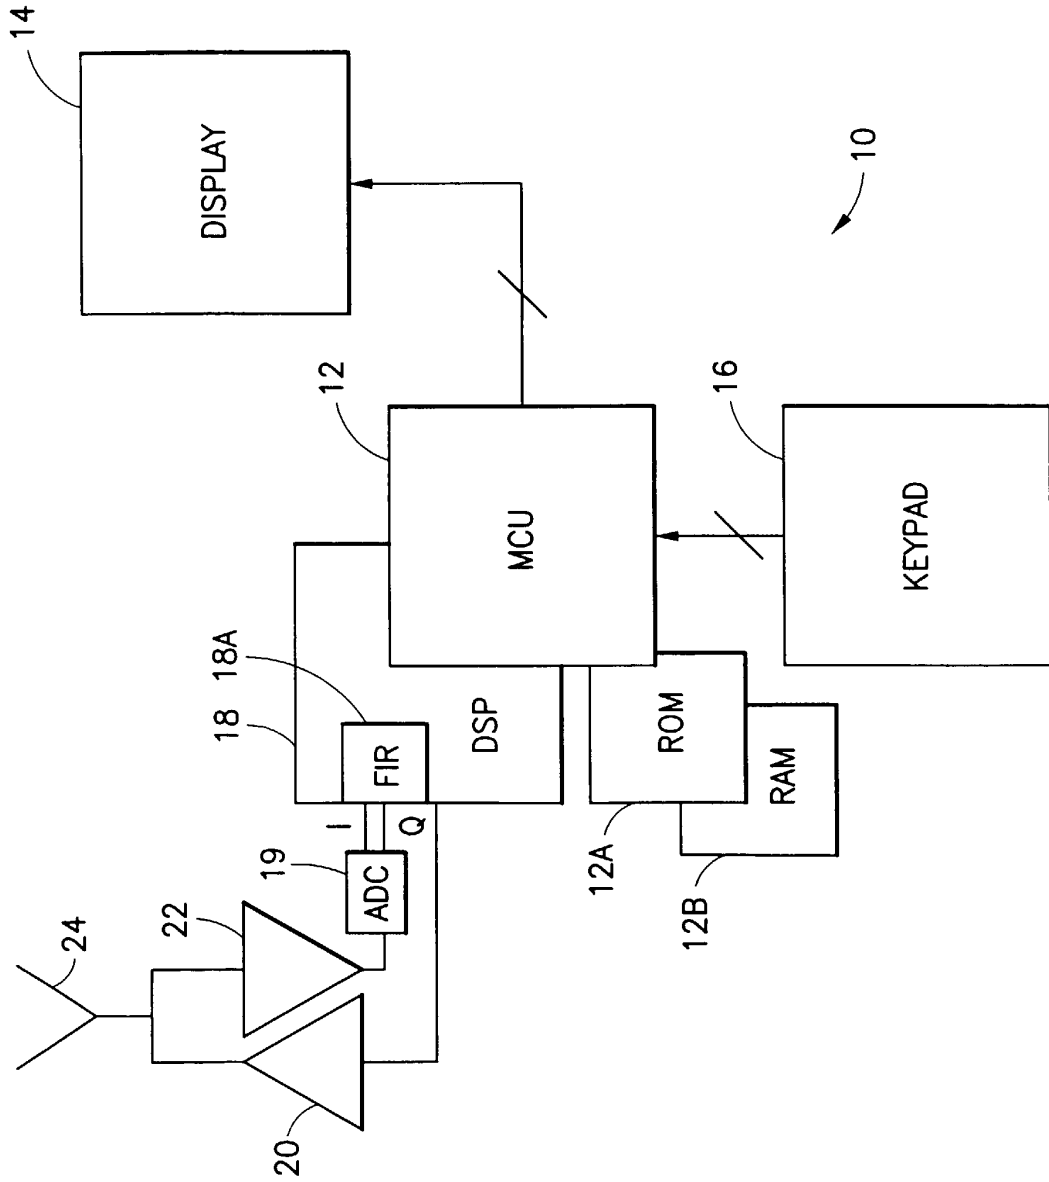 14
DISPLAY
10
12
MCU
16
KEYPAD
18A
18
FIR
DSP
ROM
RAM
12A
12B
I
Q
19
ADC
22
24
20